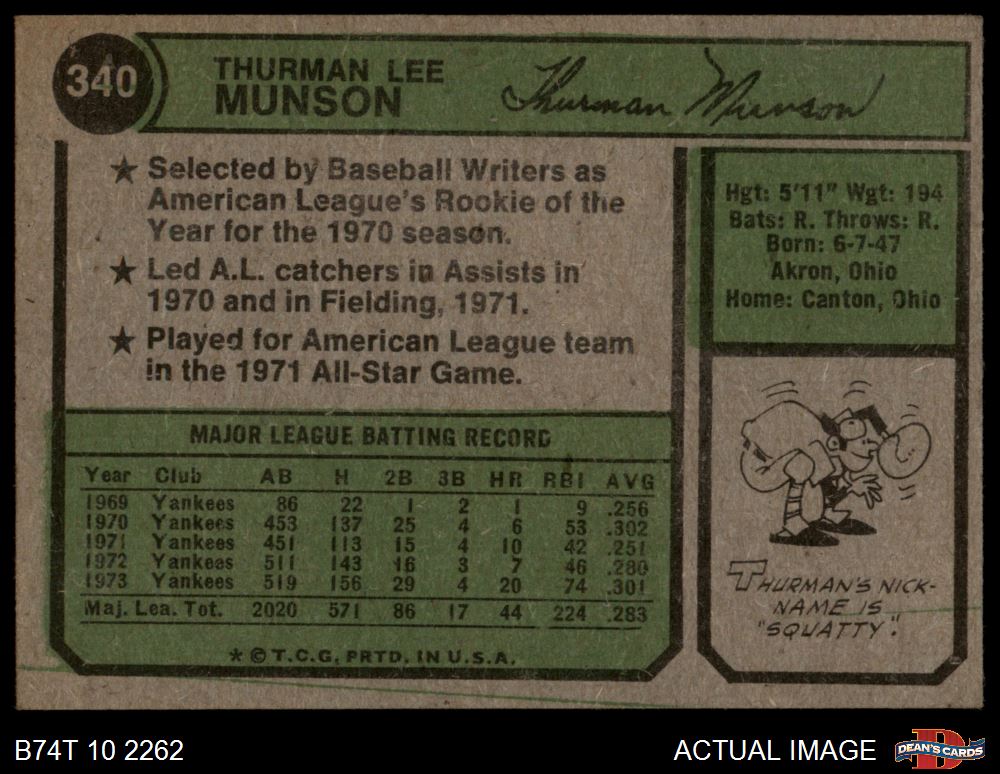 340
THURMAN LEE
MUNSON
Thurman Munson
★ Selected by Baseball Writers as
American League's Rookie of the
Year for the 1970 season.
★ Led A.L. catchers in Assists in
1970 and in Fielding, 1971.
★ Played for American League team
in the 1971 All-Star Game.
Hgt: 5'11" Wgt: 194
Bats: R. Throws: R.
Born: 6-7-47
Akron, Ohio
Home: Canton, Ohio
MAJOR LEAGUE BATTING RECORD
Year Club AB H 2B 3B HR RBI AVG
1969 Yankees 86 22 1 2 1 9 .256
1970 Yankees 453 137 25 4 6 53 .302
1971 Yankees 451 113 15 4 10 42 .251
1972 Yankees 511 143 16 3 7 46 .280
1973 Yankees 519 156 29 4 20 74 .301
Maj. Lea. Tot. 2020 571 86 17 44 224 .283
* © T.C.G. PRTD. IN U.S.A.
THURMAN'S NICK-
NAME IS
"SQUATTY".
B74T 10 2262
ACTUAL IMAGE
DEAN'S CARDS